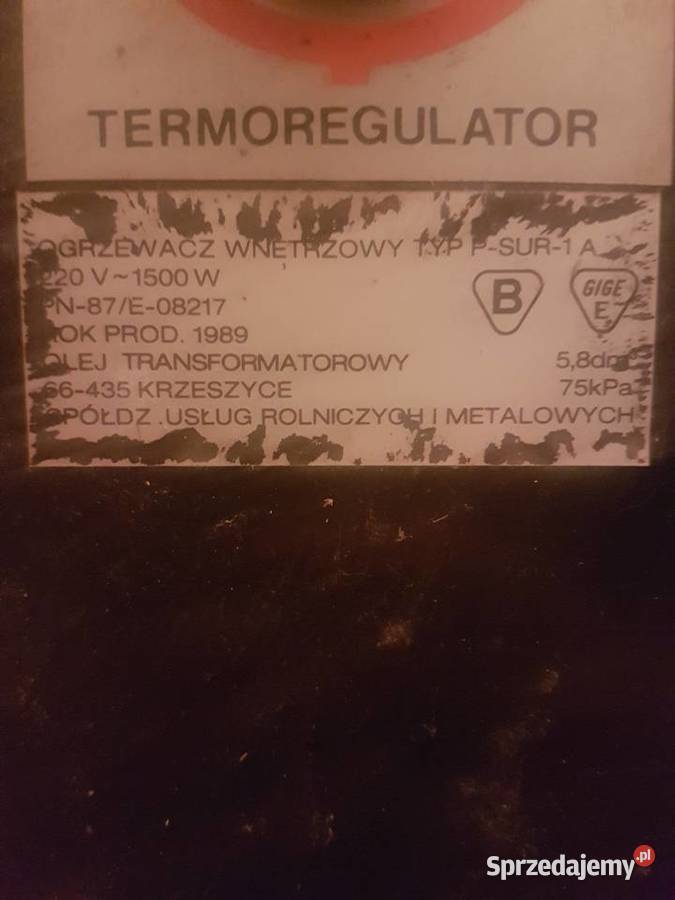 TERMOREGULATOR
OGRZEWACZ WNĘTRZOWY TYP P-SUR-1 A
220 V ~ 1500 W
B
GIGE
E
PN-87/E-08217
ROK PROD. 1989
OLEJ TRANSFORMATOROWY 5,8dm³
66-435 KRZESZYCE 75kPa
SPÓŁDZ. USŁUG ROLNICZYCH I METALOWYCH
Sprzedajemy.pl